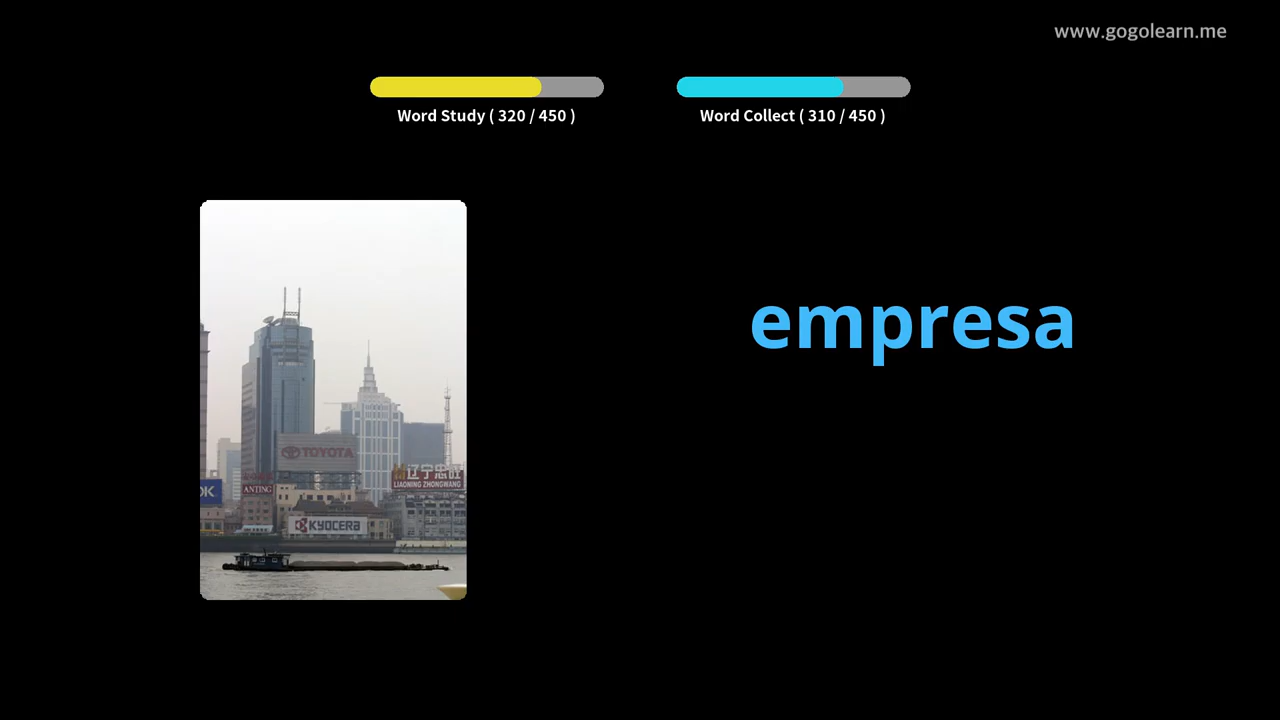 www.gogolearn.me
Word Study ( 320 / 450 )
Word Collect ( 310 / 450 )
empresa
TOYOTA
辽宁忠旺
LIAONING ZHONGWANG
OK
ANTING
KYOCERA